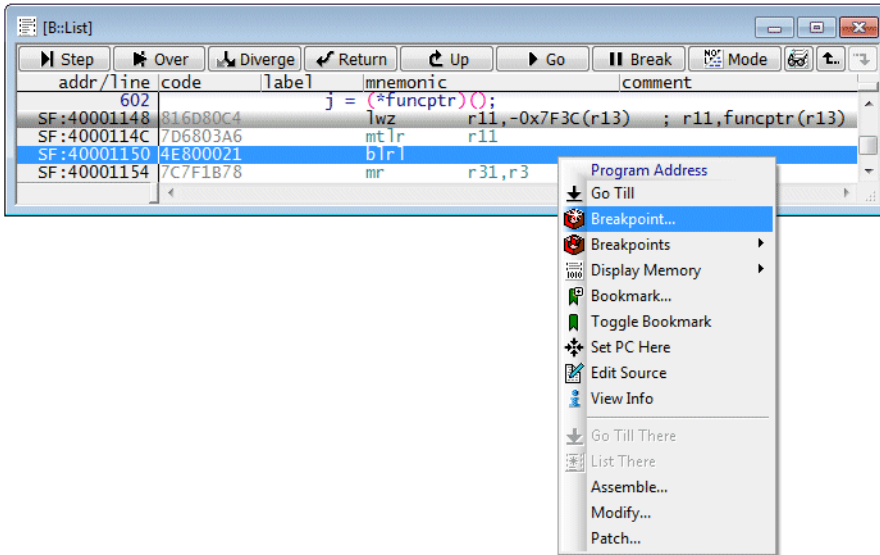 [B::List]
Step Over Diverge Return Up Go Break Mode
addr/line code label mnemonic comment
602 j = (*funcptr)();
SF:40001148 816D80C4 lwz r11,-0x7F3C(r13) ; r11,funcptr(r13)
SF:4000114C 7D6803A6 mtlr r11
SF:40001150 4E800021 blrl
SF:40001154 7C7F1B78 mr r31,r3
Program Address
Go Till
Breakpoint...
Breakpoints
Display Memory
Bookmark...
Toggle Bookmark
Set PC Here
Edit Source
View Info
Go Till There
List There
Assemble...
Modify...
Patch...